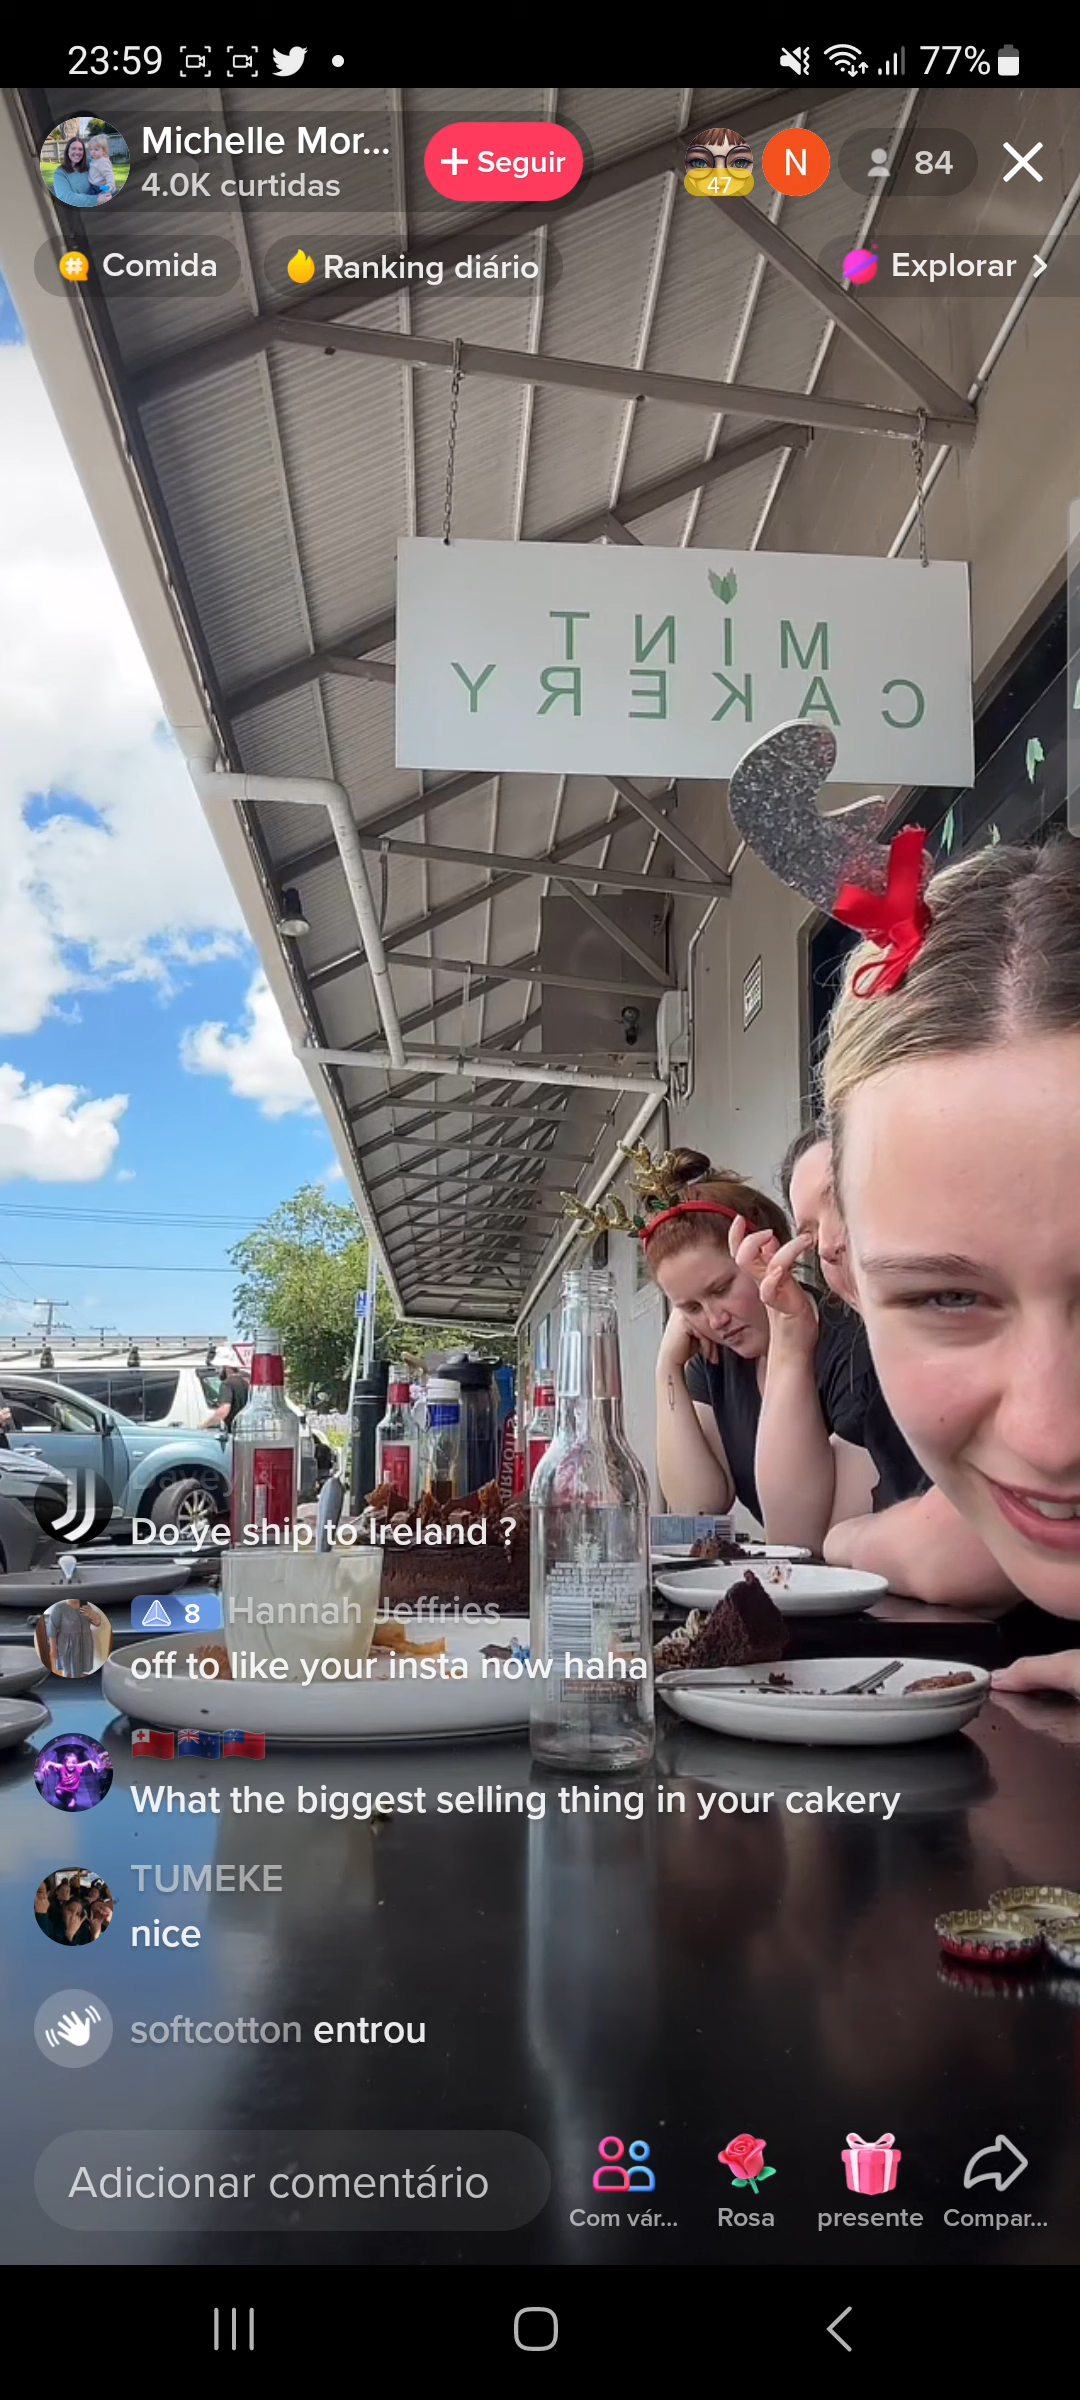 23:59
77%
Michelle Mor...
4.0K curtidas
+ Seguir
47
N
84
Comida
Ranking diário
Explorar >
MINT
CAKERY
Davey
Do ye ship to Ireland ?
8 Hannah Jeffries
off to like your insta now haha
What the biggest selling thing in your cakery
TUMEKE
nice
softcotton entrou
Adicionar comentário
Com vár...
Rosa
presente
Compar...